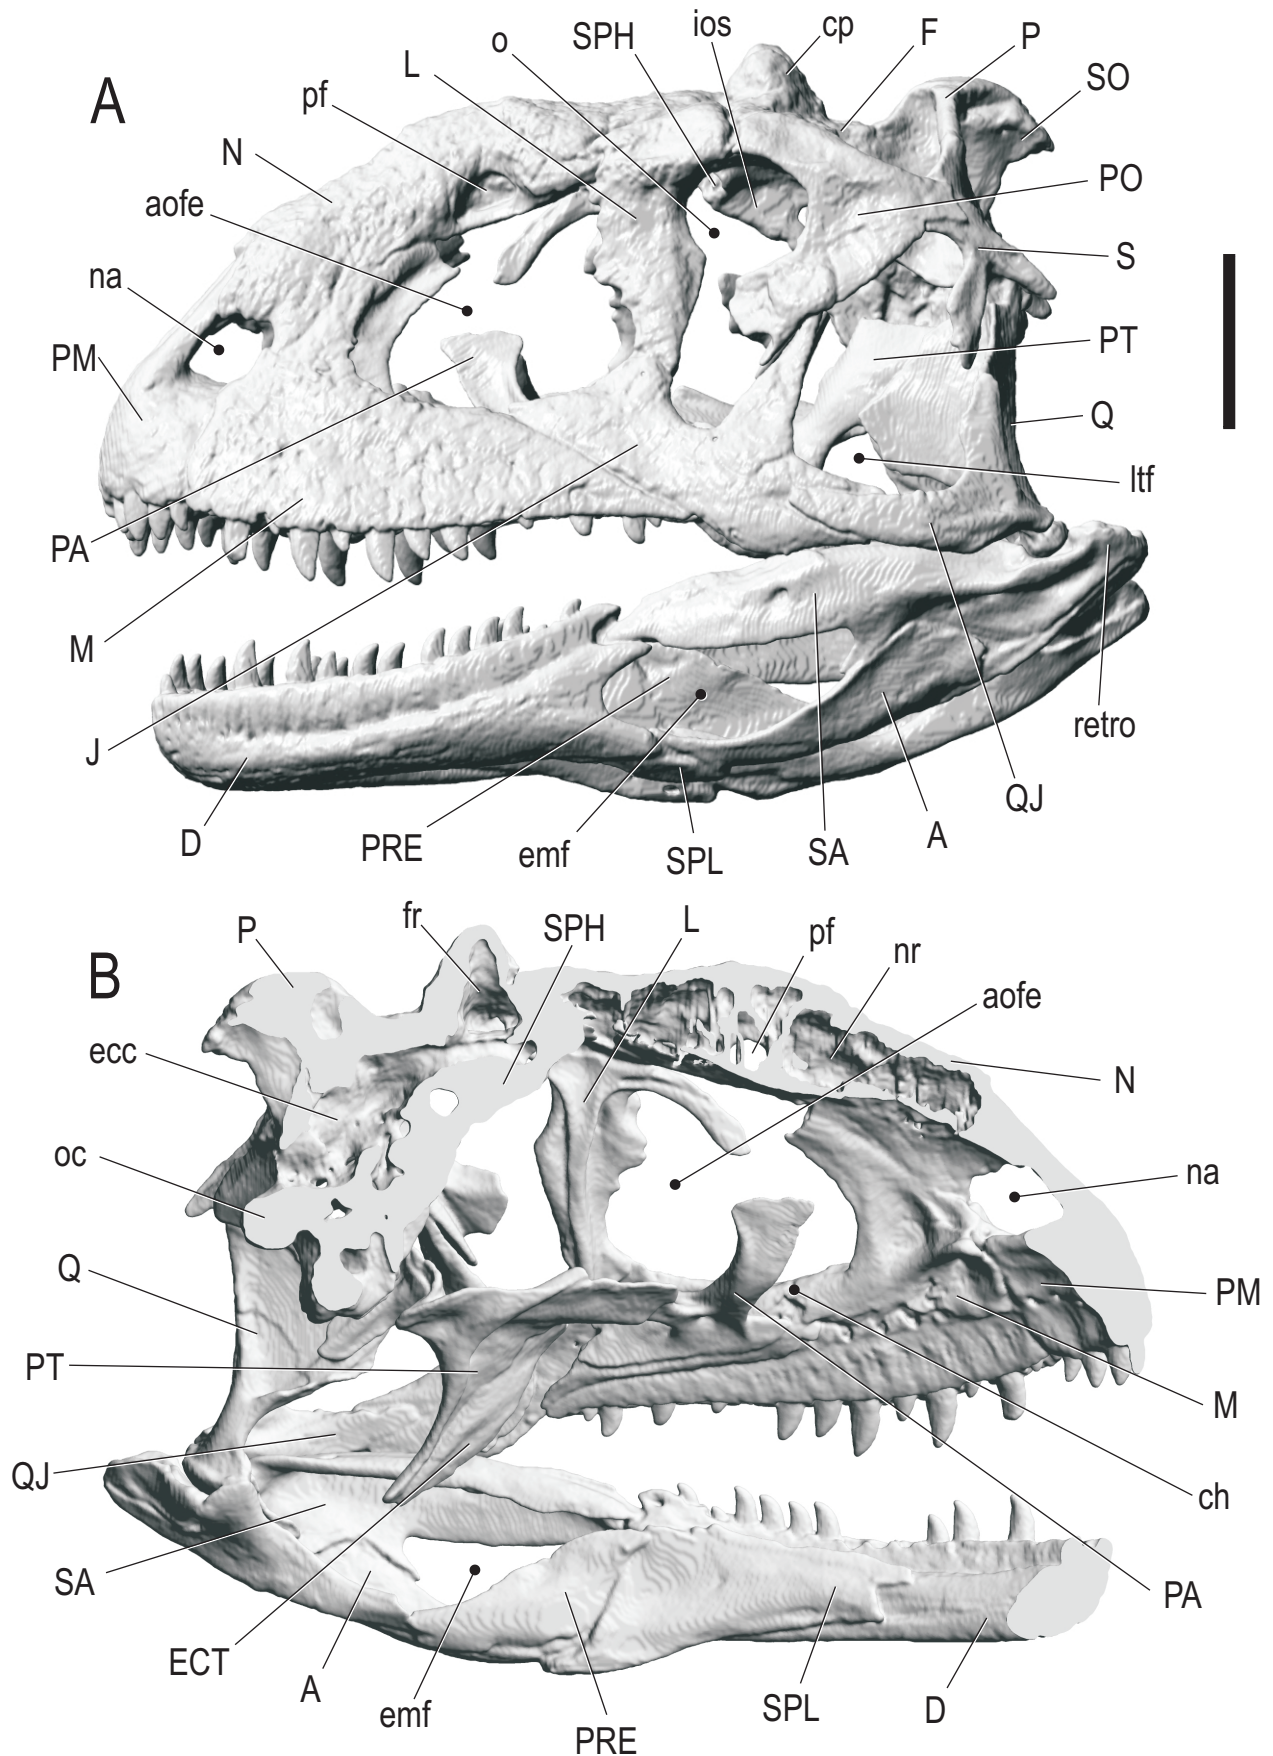 A
o
SPH
ios
cp
F
P
L
SO
pf
N
PO
aofe
S
na
PT
PM
Q
ltf
PA
M
retro
J
QJ
D
PRE
emf
SPL
SA
A
B
P
fr
SPH
L
pf
nr
aofe
ecc
N
oc
na
Q
PM
PT
M
QJ
ch
SA
PA
ECT
A
emf
PRE
SPL
D